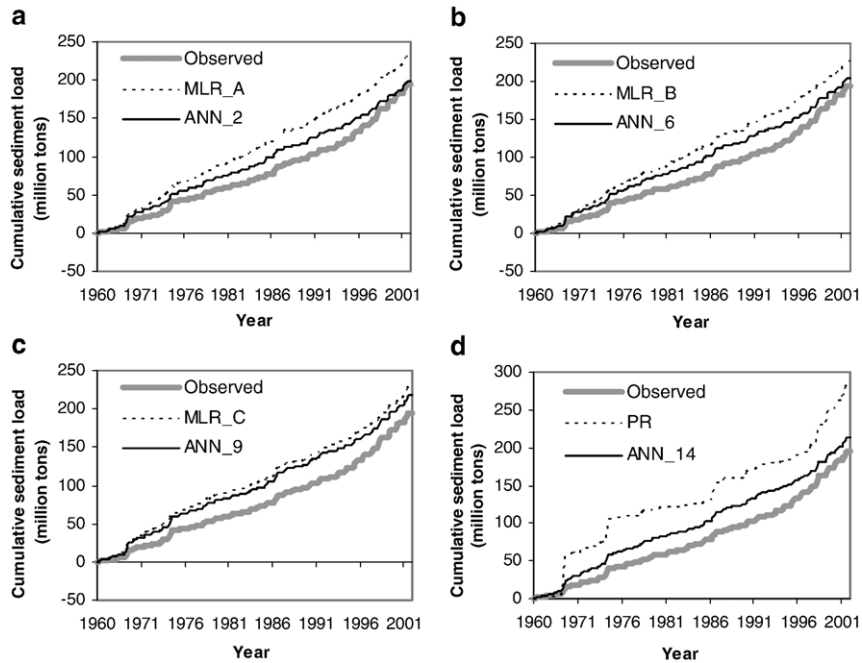 a
Cumulative sediment load
(million tons)
250
200
150
100
50
0
-50
Observed
MLR_A
ANN_2
1960 1971 1976 1981 1986 1991 1996 2001
Year
b
Cumulative sediment load
(million tons)
250
200
150
100
50
0
-50
Observed
MLR_B
ANN_6
1960 1971 1976 1981 1986 1991 1996 2001
Year
c
Cumulative sediment load
(million tons)
250
200
150
100
50
0
-50
Observed
MLR_C
ANN_9
1960 1971 1976 1981 1986 1991 1996 2001
Year
d
Cumulative sediment load
(million tons)
300
250
200
150
100
50
0
Observed
PR
ANN_14
1960 1971 1976 1981 1986 1991 1996 2001
Year